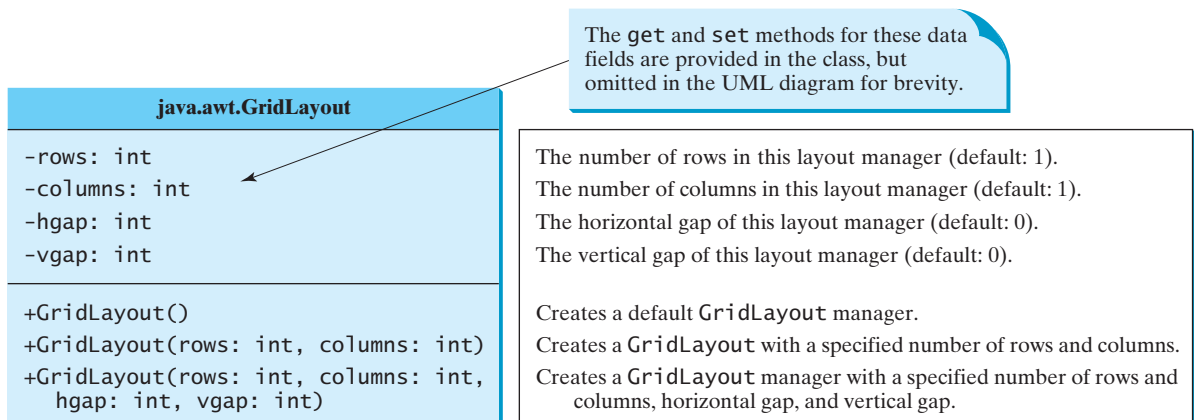 The get and set methods for these data
fields are provided in the class, but
omitted in the UML diagram for brevity.
java.awt.GridLayout
-rows: int
The number of rows in this layout manager (default: 1).
-columns: int
The number of columns in this layout manager (default: 1).
-hgap: int
The horizontal gap of this layout manager (default: 0).
-vgap: int
The vertical gap of this layout manager (default: 0).
+GridLayout()
Creates a default GridLayout manager.
+GridLayout(rows: int, columns: int)
Creates a GridLayout with a specified number of rows and columns.
+GridLayout(rows: int, columns: int,
hgap: int, vgap: int)
Creates a GridLayout manager with a specified number of rows and
columns, horizontal gap, and vertical gap.